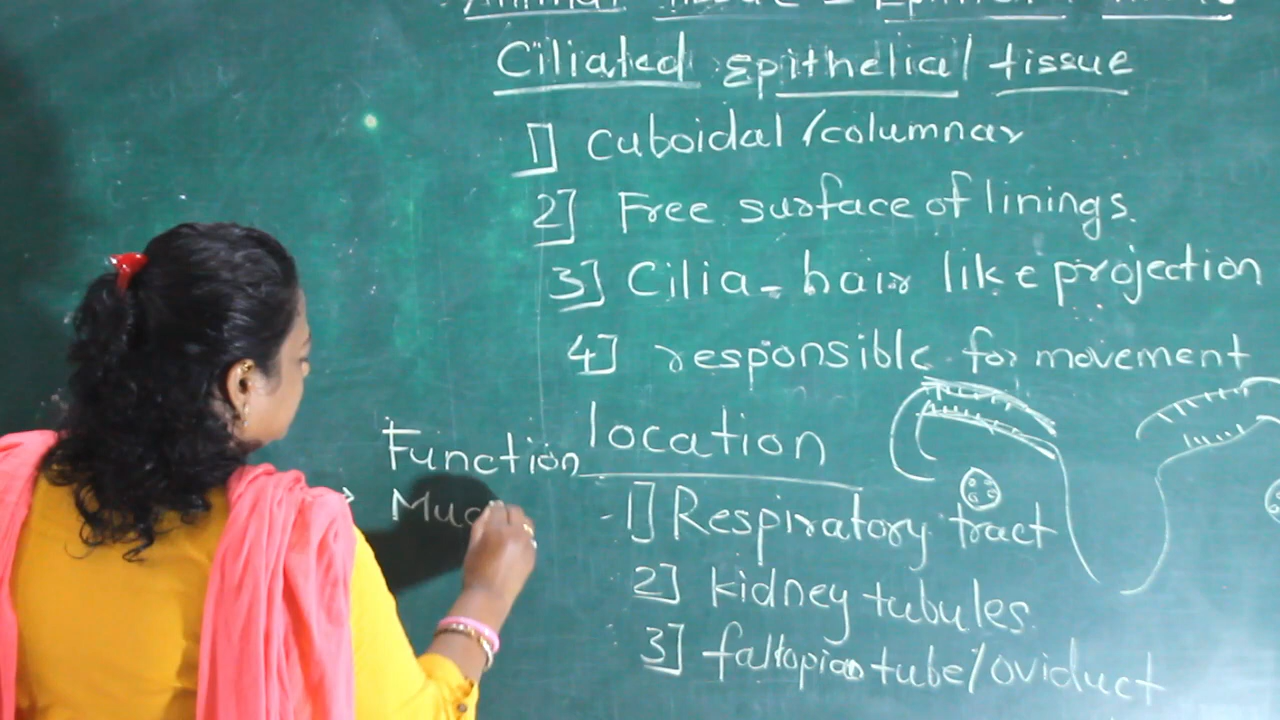 Ciliated epithelial tissue
1] cuboidal/columnar
2] Free surface of linings.
3] Cilia - hair like projection
4] responsible for movement
location
1] Respiratory tract
2] kidney tubules.
3] fallopian tube/oviduct
Function
→ Muc